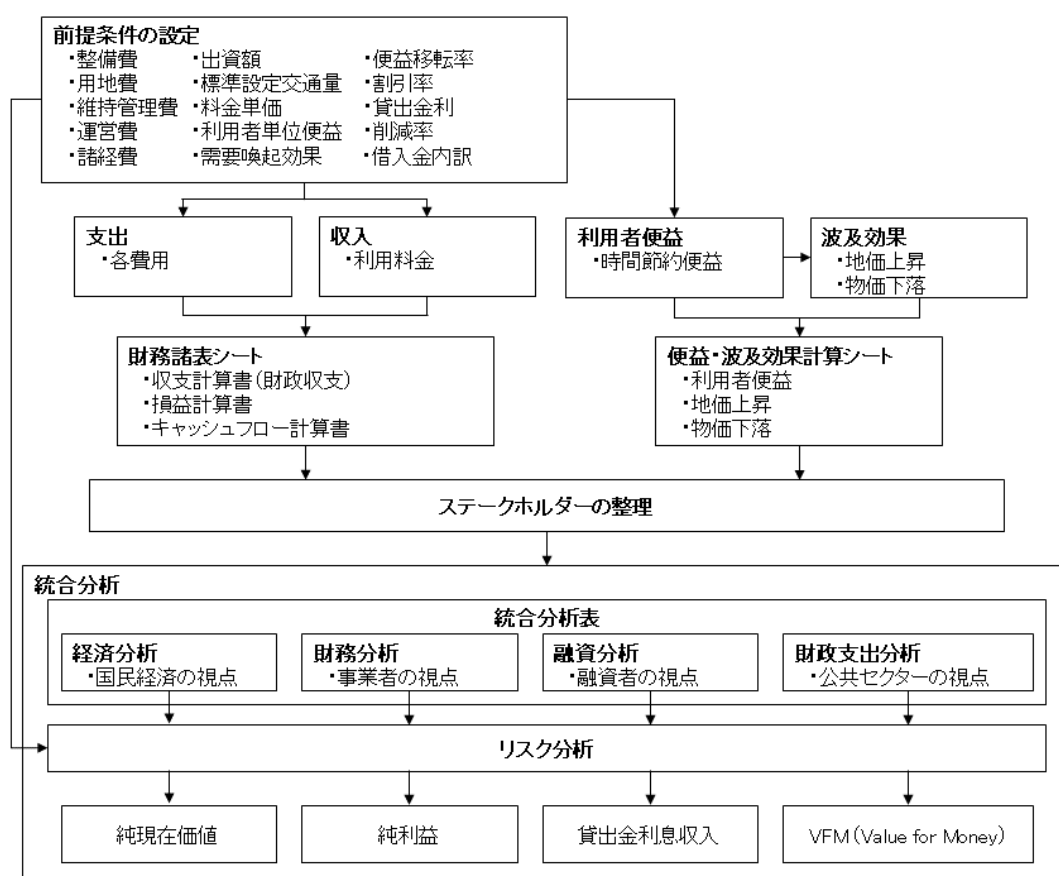 前提条件の設定
・整備費 ・出資額 ・便益移転率
・用地費 ・標準設定交通量 ・割引率
・維持管理費 ・料金単価 ・貸出金利
・運営費 ・利用者単位便益 ・削減率
・諸経費 ・需要喚起効果 ・借入金内訳
支出
・各費用
収入
・利用料金
利用者便益
・時間節約便益
波及効果
・地価上昇
・物価下落
財務諸表シート
・収支計算書(財政収支)
・損益計算書
・キャッシュフロー計算書
便益・波及効果計算シート
・利用者便益
・地価上昇
・物価下落
ステークホルダーの整理
統合分析
統合分析表
経済分析
・国民経済の視点
財務分析
・事業者の視点
融資分析
・融資者の視点
財政支出分析
・公共セクターの視点
リスク分析
純現在価値
純利益
貸出金利息収入
VFM(Value for Money)